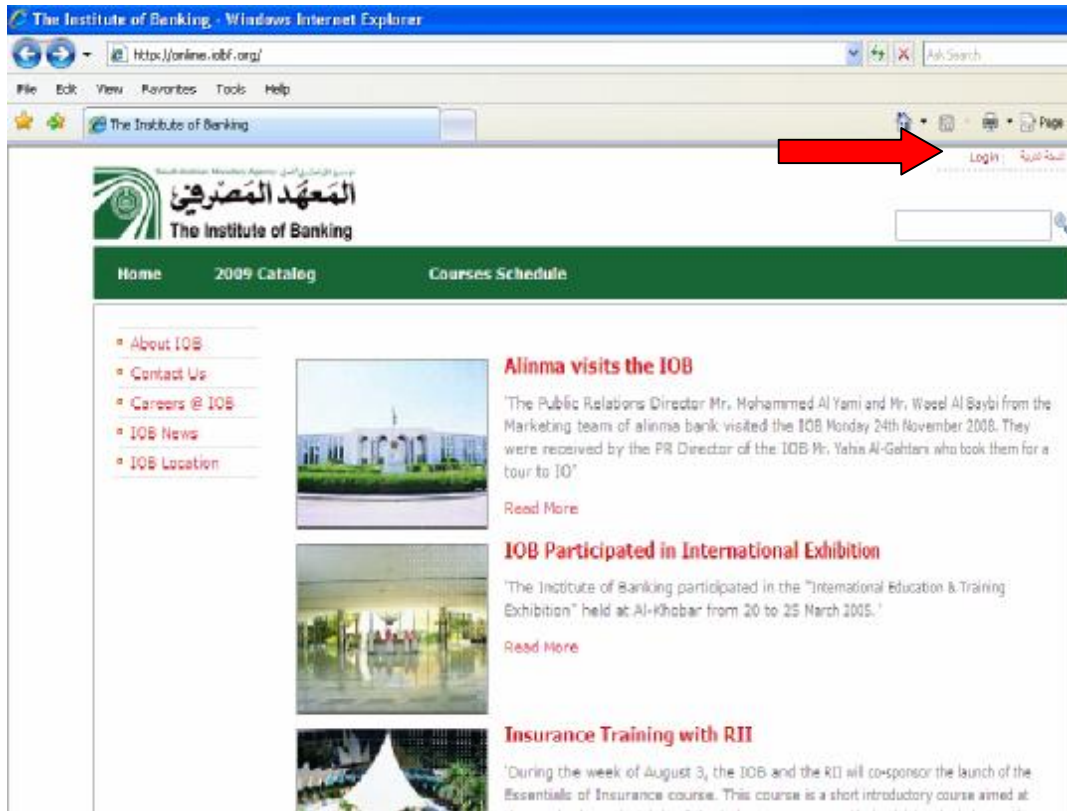 The Institute of Banking - Windows Internet Explorer
http://online.iobf.org/
Ask Search
File Edit View Favorites Tools Help
The Institute of Banking
Page
Login
المَعهَد المَصرَفيّ
The Institute of Banking
Home 2009 Catalog Courses Schedule
About IOB
Contact Us
Careers @ IOB
IOB News
IOB Location
Alinma visits the IOB
'The Public Relations Director Mr. Mohammed Al Yami and Mr. Waeel Al Baybi from the
Marketing team of alinma bank visited the IOB Monday 24th November 2008. They
were received by the PR Director of the IOB Mr. Yahia Al-Gahtani who took them for a
tour to IO'
Read More
IOB Participated in International Exhibition
'The Institute of Banking participated in the "International Education & Training
Exhibition" held at Al-Khobar from 20 to 25 March 2005. '
Read More
Insurance Training with RII
'During the week of August 3, the IOB and the RII will co-sponsor the launch of the
Essentials of Insurance course. This course is a short introductory course aimed at